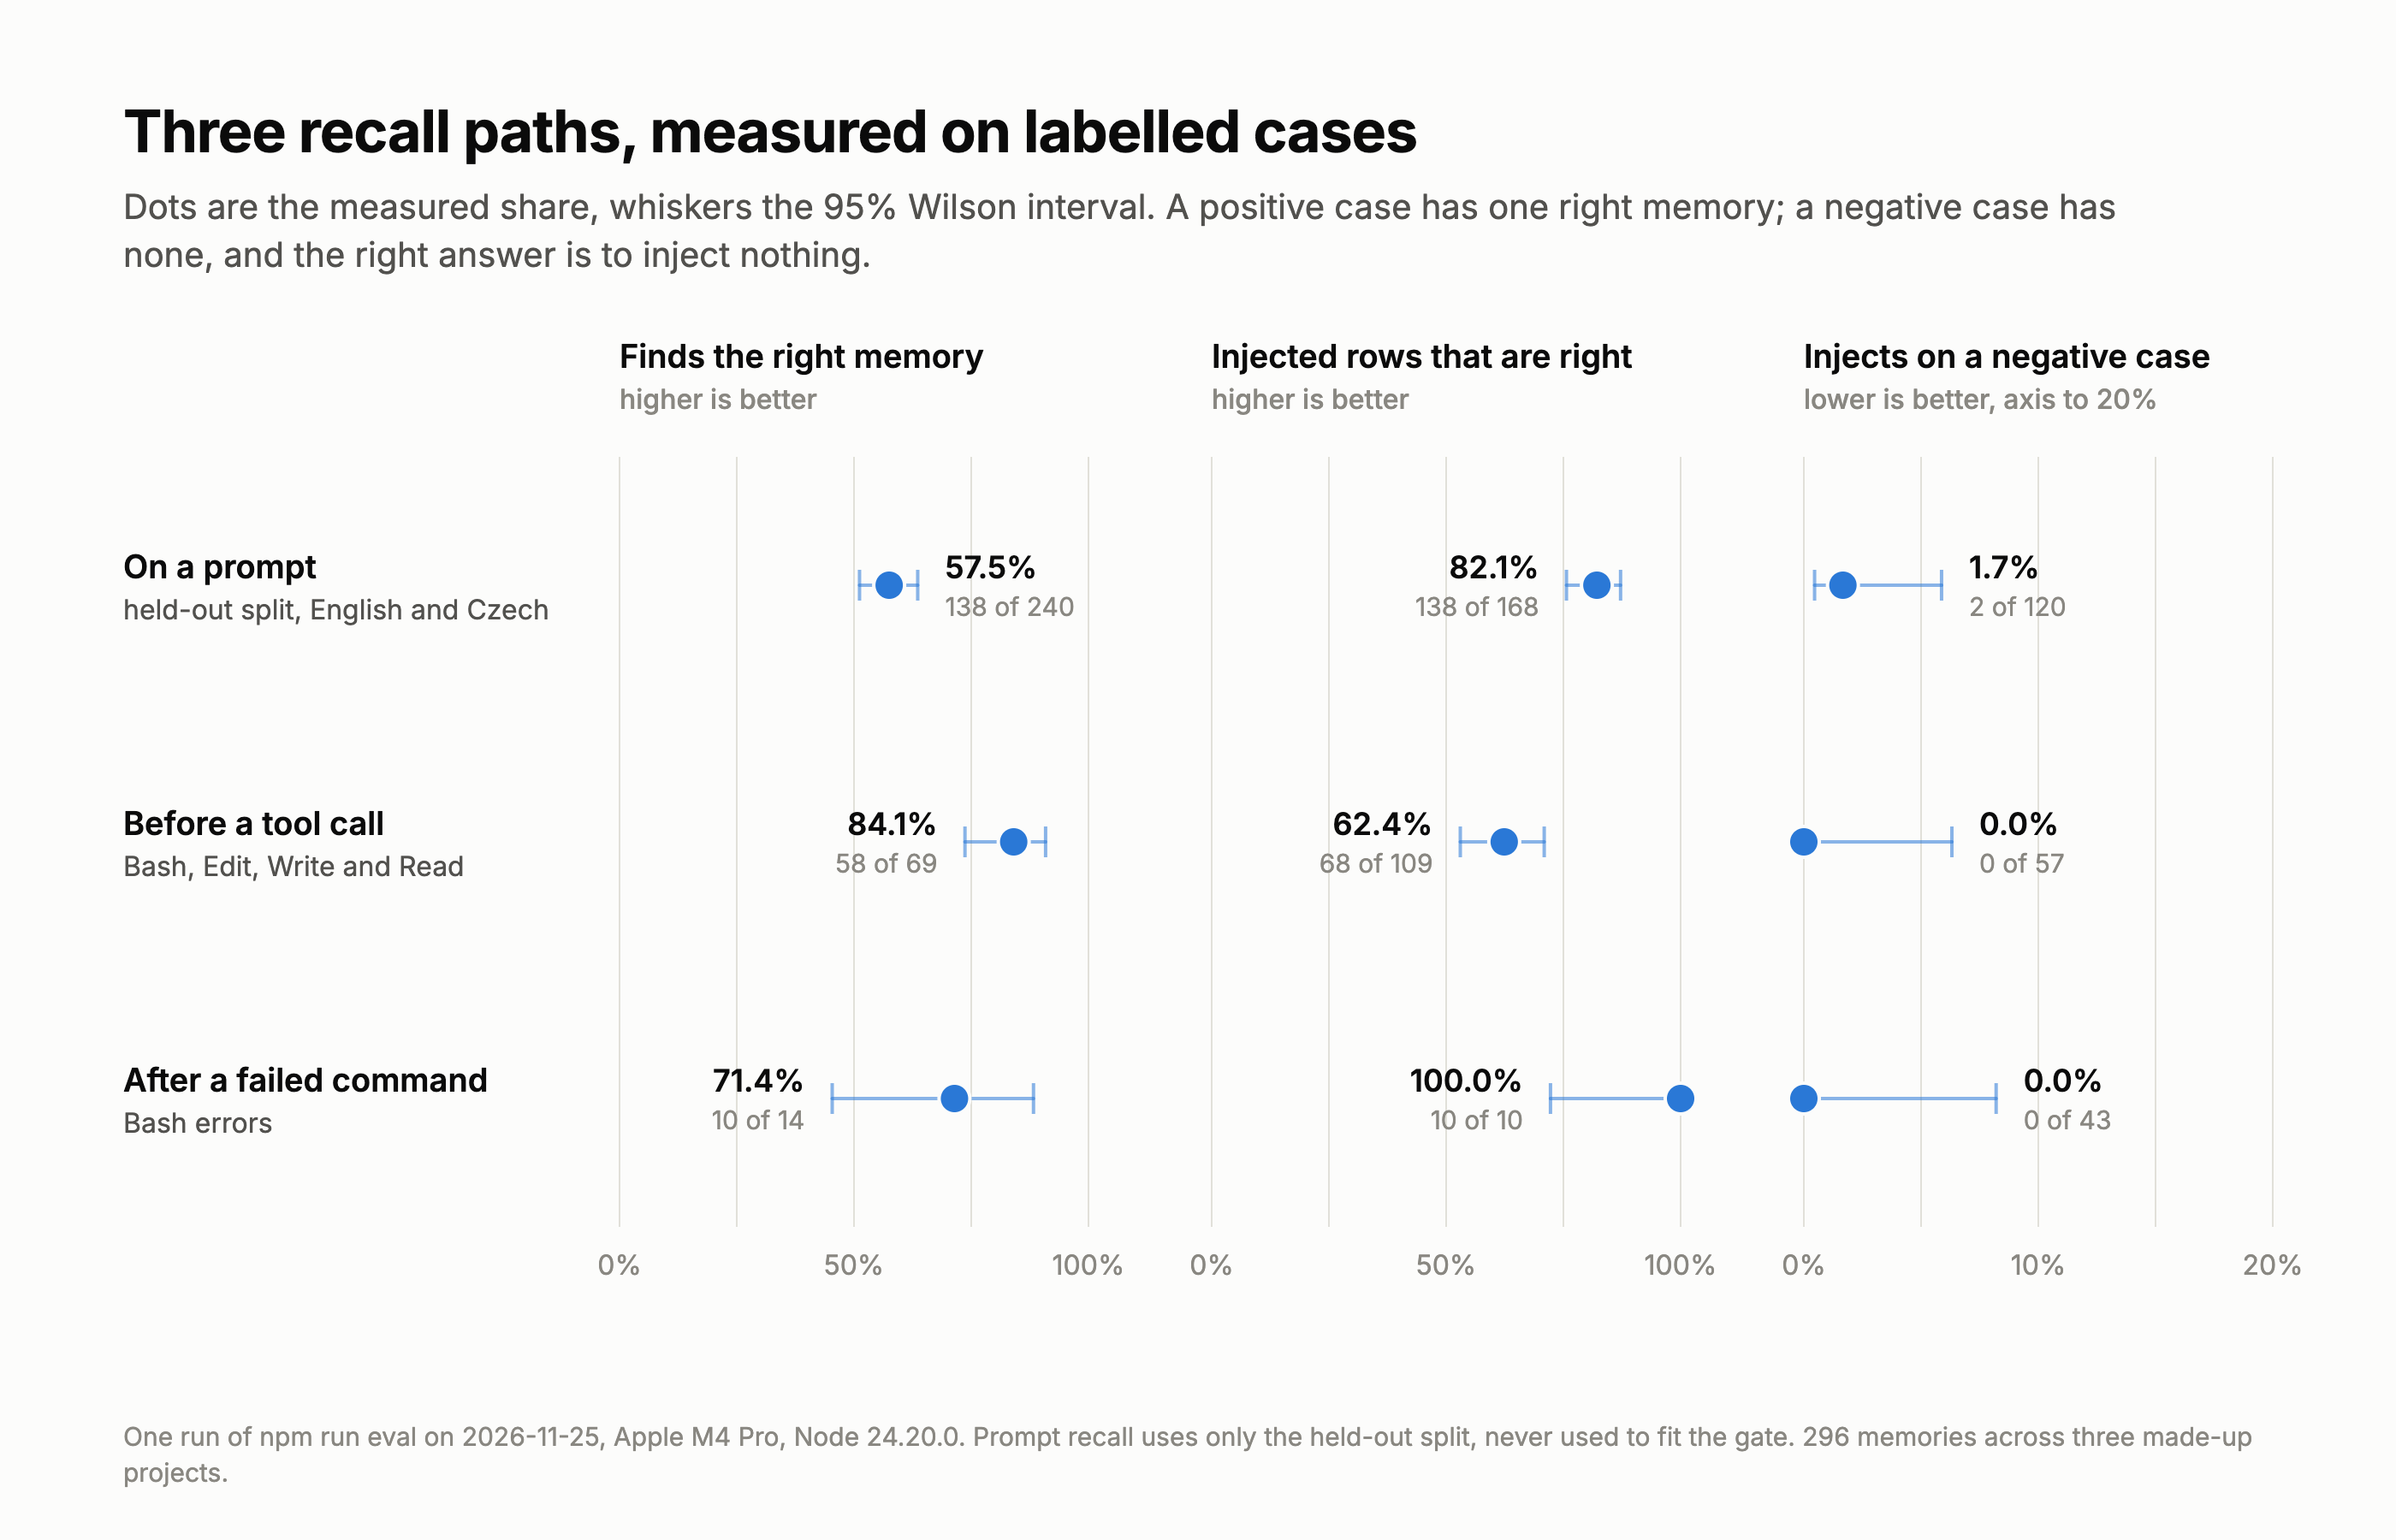 Three recall paths, measured on labelled cases
Dots are the measured share, whiskers the 95% Wilson interval. A positive case has one right memory; a negative case has
none, and the right answer is to inject nothing.
Finds the right memory
higher is better
Injected rows that are right
higher is better
Injects on a negative case
lower is better, axis to 20%
On a prompt
held-out split, English and Czech
57.5%
138 of 240
82.1%
138 of 168
1.7%
2 of 120
Before a tool call
Bash, Edit, Write and Read
84.1%
58 of 69
62.4%
68 of 109
0.0%
0 of 57
After a failed command
Bash errors
71.4%
10 of 14
100.0%
10 of 10
0.0%
0 of 43
0% 50% 100% 0% 50% 100% 0% 10% 20%
One run of npm run eval on 2026-11-25, Apple M4 Pro, Node 24.20.0. Prompt recall uses only the held-out split, never used to fit the gate. 296 memories across three made-up
projects.